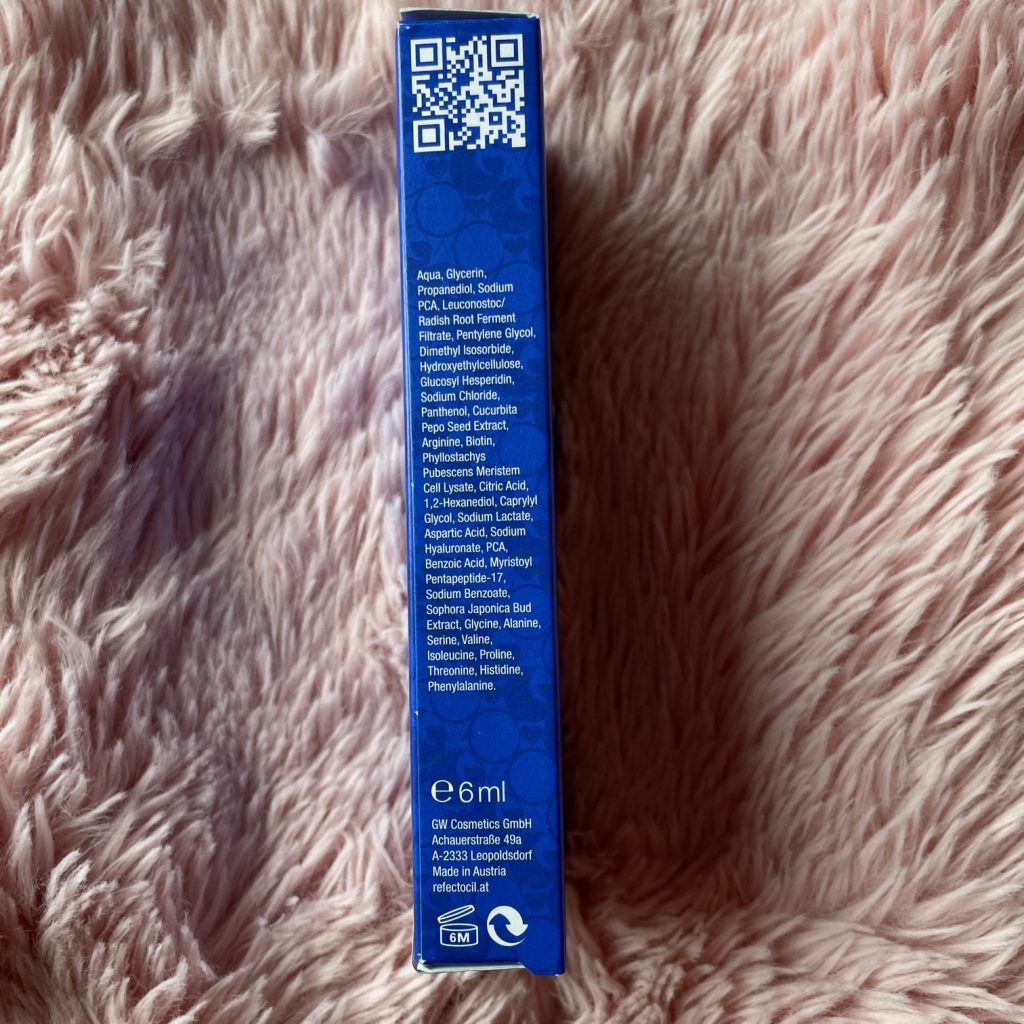 Aqua, Glycerin,
Propanediol, Sodium
PCA, Leuconostoc/
Radish Root Ferment
Filtrate, Pentylene Glycol,
Dimethyl Isosorbide,
Hydroxyethylcellulose,
Glucosyl Hesperidin,
Sodium Chloride,
Panthenol, Cucurbita
Pepo Seed Extract,
Arginine, Biotin,
Phyllostachys
Pubescens Meristem
Cell Lysate, Citric Acid,
1,2-Hexanediol, Caprylyl
Glycol, Sodium Lactate,
Aspartic Acid, Sodium
Hyaluronate, PCA,
Benzoic Acid, Myristoyl
Pentapeptide-17,
Sodium Benzoate,
Sophora Japonica Bud
Extract, Glycine, Alanine,
Serine, Valine,
Isoleucine, Proline,
Threonine, Histidine,
Phenylalanine.
℮ 6 ml
GW Cosmetics GmbH
Achauerstraße 49a
A-2333 Leopoldsdorf
Made in Austria
refectocil.at
6M